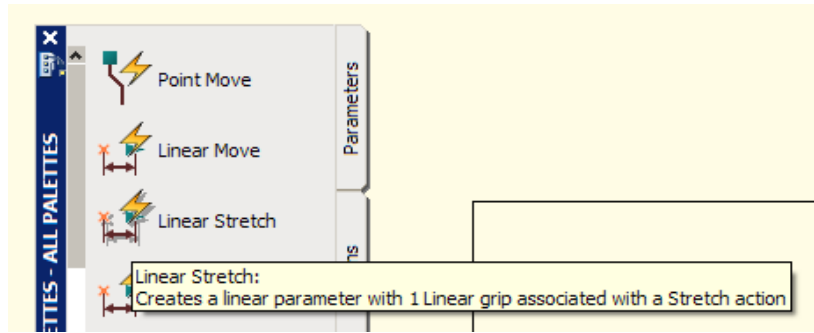 Point Move
Linear Move
Linear Stretch
Linear Stretch:
Creates a linear parameter with 1 Linear grip associated with a Stretch action
Parameters
ns
ETTES - ALL PALETTES